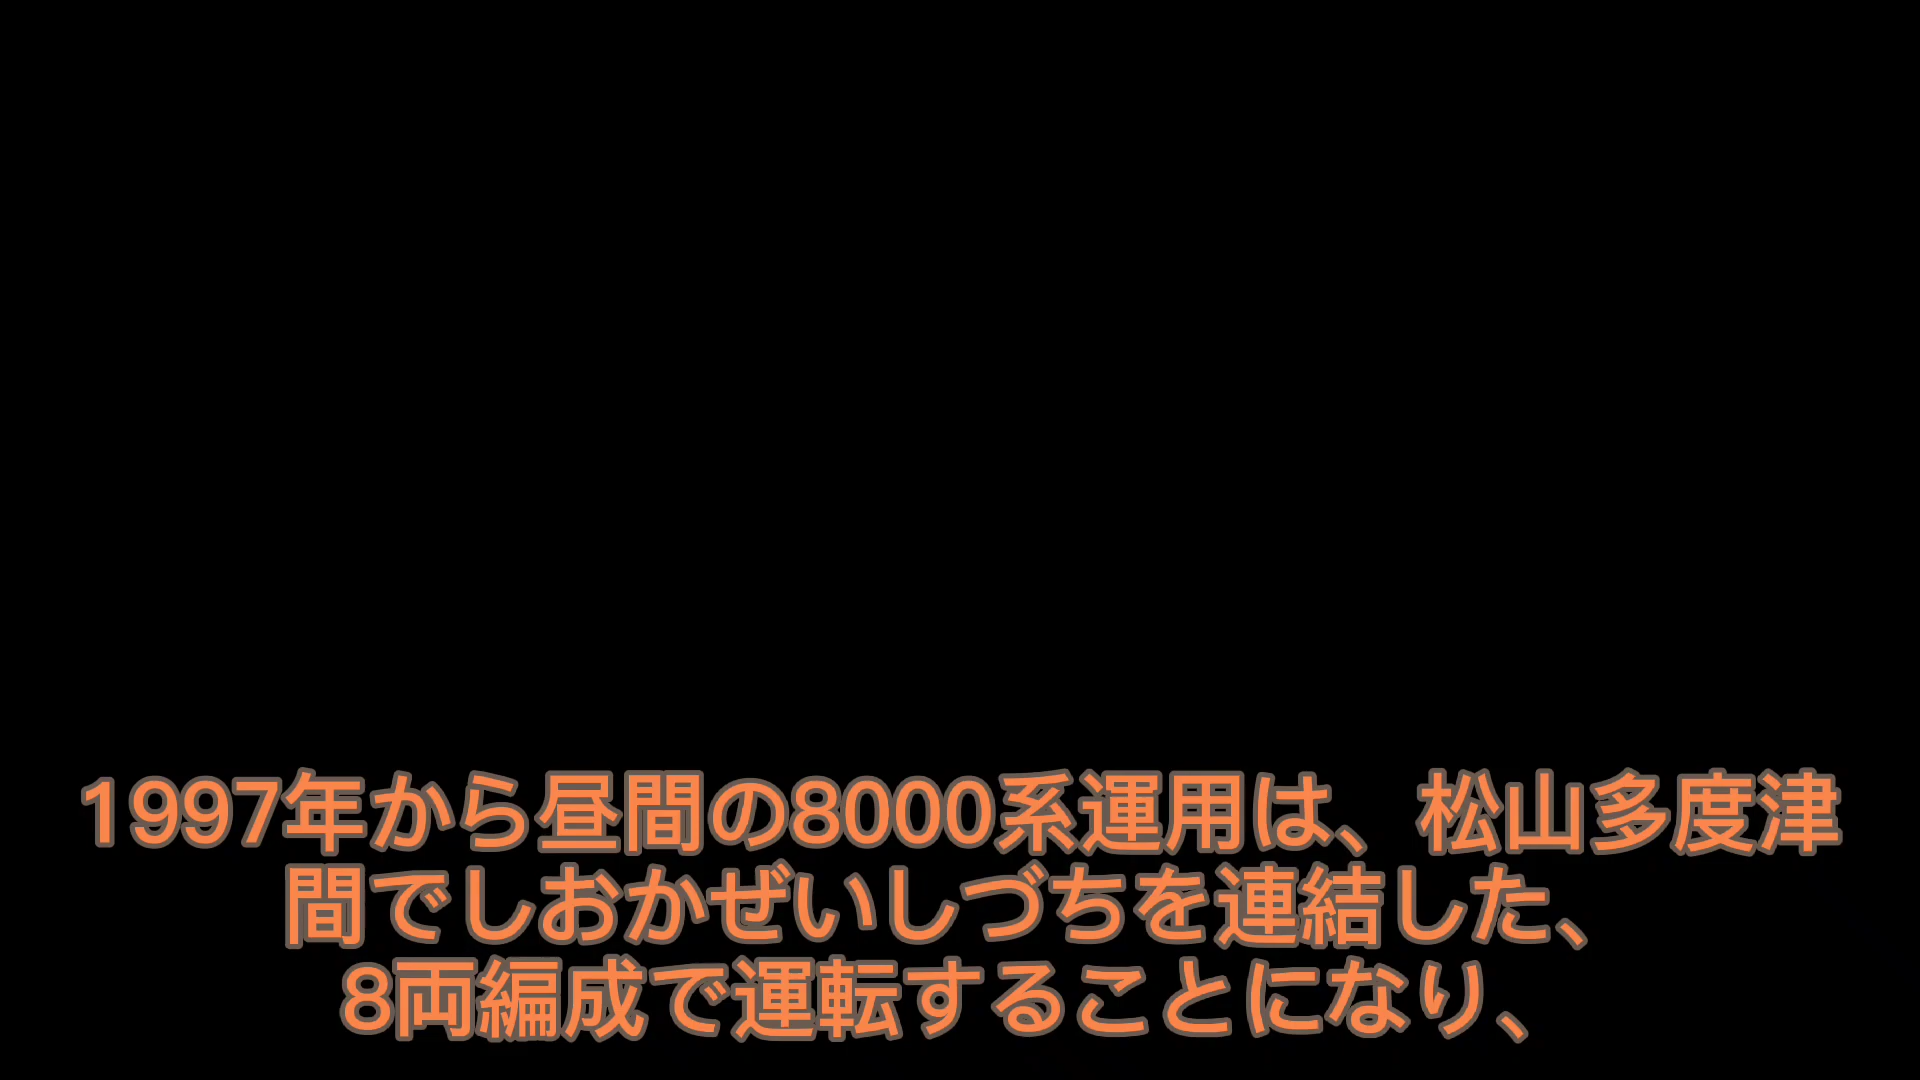 1997年から昼間の8000系運用は、松山多度津
間でしおかぜいしづちを連結した、
8両編成で運転することになり、